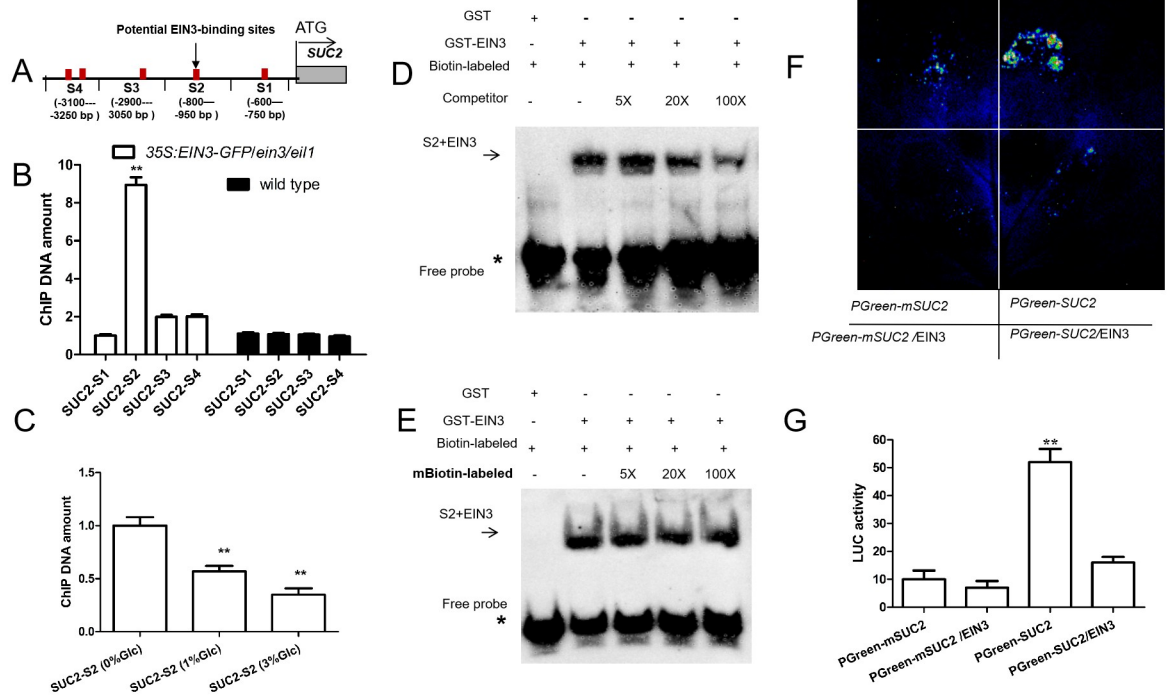 A
Potential EIN3-binding sites
ATG
SUC2
S4
S3
S2
S1
(-3100---
-3250 bp )
(-2900---
3050 bp )
(-800—
-950 bp)
(-600—
-750 bp)
B
35S:EIN3-GFP/ein3/eil1
wild type
**
ChIP DNA amount
10
8
6
4
2
0
SUC2-S1
SUC2-S2
SUC2-S3
SUC2-S4
SUC2-S1
SUC2-S2
SUC2-S3
SUC2-S4
C
ChIP DNA amount
1.5
1.0
0.5
0.0
**
**
SUC2-S2 (0%Glc)
SUC2-S2 (1%Glc)
SUC2-S2 (3%Glc)
D
GST + - - - -
GST-EIN3 - + + + +
Biotin-labeled + + + + +
Competitor - - 5X 20X 100X
S2+EIN3
Free probe
*
E
GST + - - - -
GST-EIN3 - + + + +
Biotin-labeled + + + + +
mBiotin-labeled - - 5X 20X 100X
S2+EIN3
Free probe
*
F
PGreen-mSUC2
PGreen-SUC2
PGreen-mSUC2 /EIN3
PGreen-SUC2/EIN3
G
LUC activity
60
50
40
30
20
10
0
**
PGreen-mSUC2
PGreen-mSUC2 /EIN3
PGreen-SUC2
PGreen-SUC2/EIN3